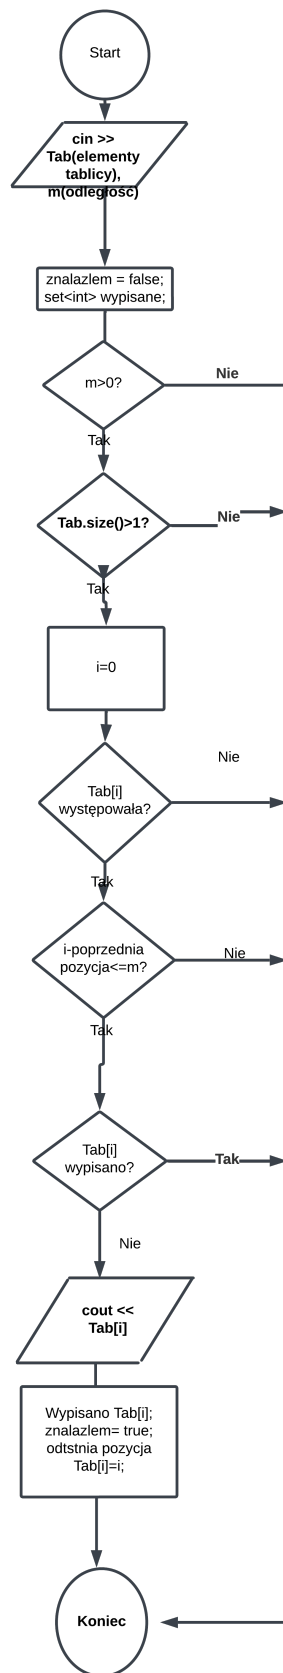 Start
cin >>
Tab(elementy
tablicy),
m(odległość)
znalazlem = false;
set<int> wypisane;
m>0?
Nie
Tak
Tab.size()>1?
Nie
Tak
i=0
Nie
Tab[i]
występowała?
Tak
i-poprzednia
pozycja<=m?
Nie
Tak
Tab[i]
wypisano?
Tak
Nie
cout <<
Tab[i]
Wypisano Tab[i];
znalazlem= true;
odtstnia pozycja
Tab[i]=i;
Koniec